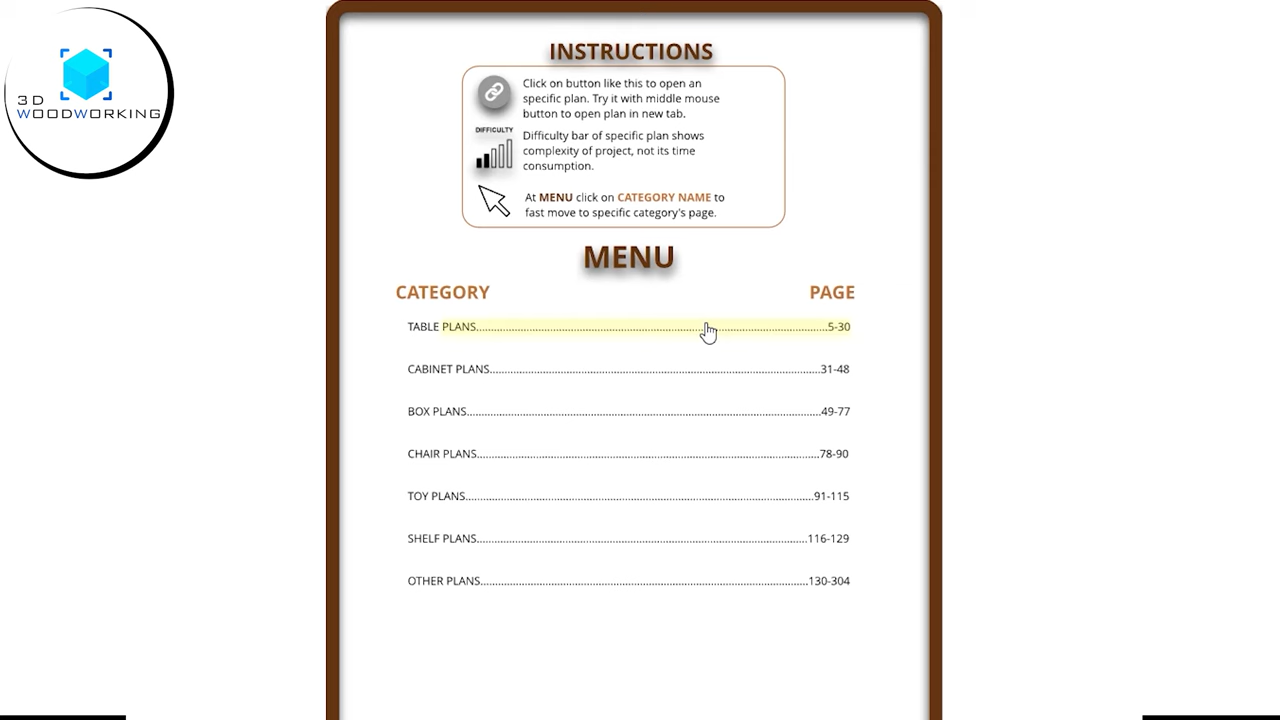 3D
WOODWORKING
INSTRUCTIONS
Click on button like this to open an
specific plan. Try it with middle mouse
button to open plan in new tab.
DIFFICULTY
Difficulty bar of specific plan shows
complexity of project, not its time
consumption.
At MENU click on CATEGORY NAME to
fast move to specific category's page.
MENU
CATEGORY PAGE
TABLE PLANS....................5-30
CABINET PLANS....................31-48
BOX PLANS....................49-77
CHAIR PLANS....................78-90
TOY PLANS....................91-115
SHELF PLANS....................116-129
OTHER PLANS....................130-304